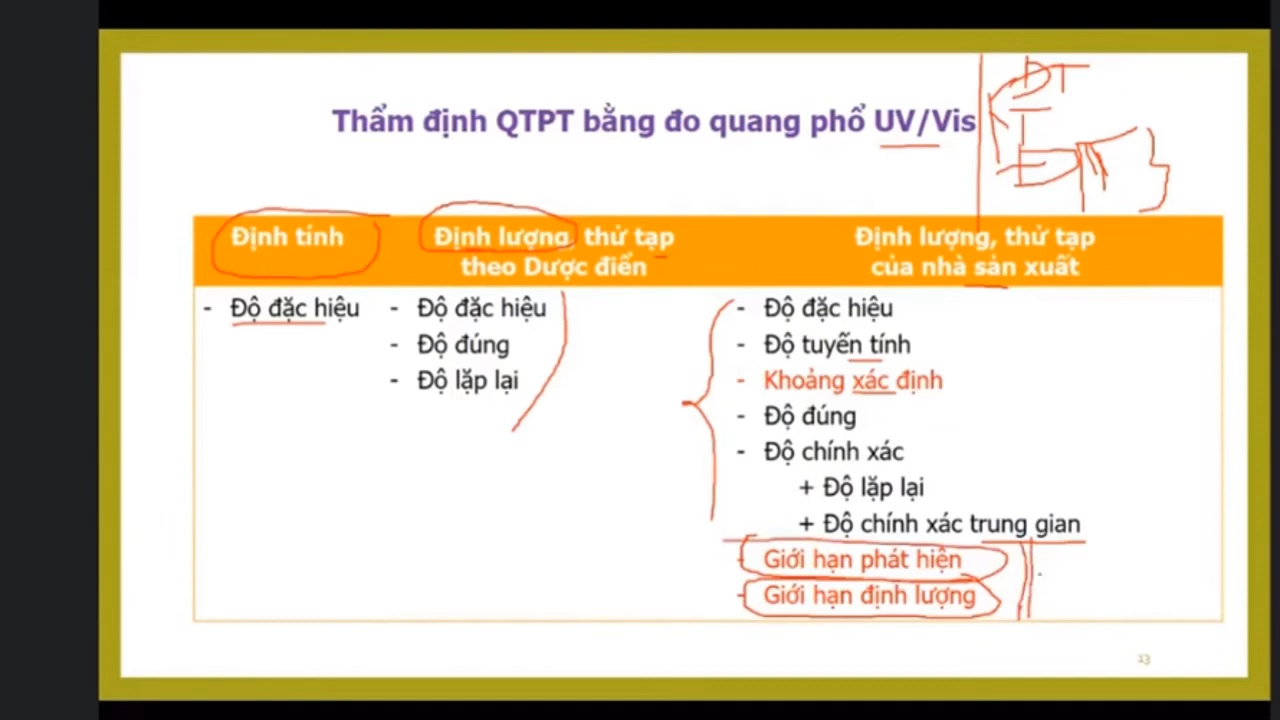 Thẩm định QTPT bằng đo quang phổ UV/Vis
ĐT
Định tính
Định lượng, thử tạp
theo Dược điển
Định lượng, thử tạp
của nhà sản xuất
- Độ đặc hiệu
- Độ đặc hiệu
- Độ đúng
- Độ lặp lại
- Độ đặc hiệu
- Độ tuyến tính
- Khoảng xác định
- Độ đúng
- Độ chính xác
+ Độ lặp lại
+ Độ chính xác trung gian
- Giới hạn phát hiện
- Giới hạn định lượng
13